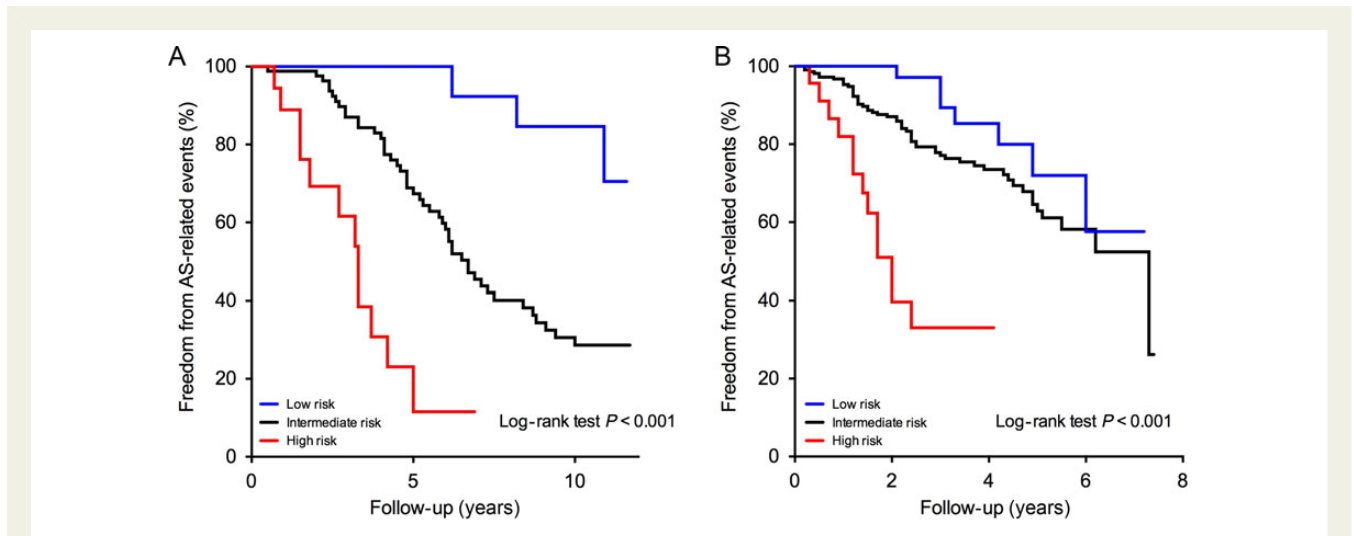 A
Freedom from AS-related events (%)
100
80
60
40
20
0
Low risk
Intermediate risk
High risk
Log-rank test P < 0.001
0
5
10
Follow-up (years)
B
Freedom from AS-related events (%)
100
80
60
40
20
0
Low risk
Intermediate risk
High risk
Log-rank test P < 0.001
0
2
4
6
8
Follow-up (years)